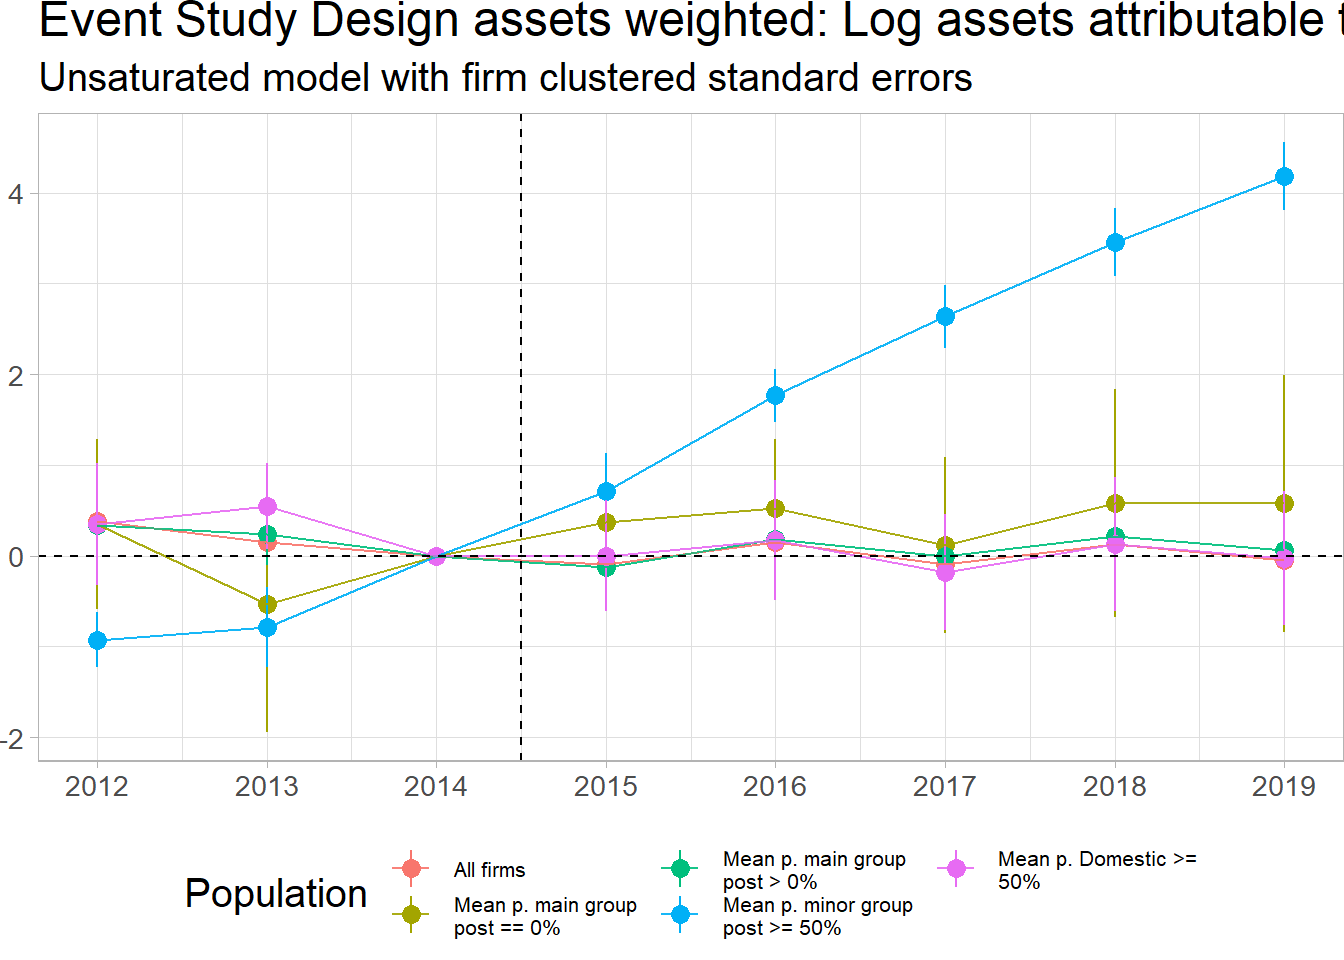 Event Study Design assets weighted: Log assets attributable t
Unsaturated model with firm clustered standard errors
4
2
0
-2
2012 2013 2014 2015 2016 2017 2018 2019
Population
All firms
Mean p. main group
post == 0%
Mean p. main group
post > 0%
Mean p. minor group
post >= 50%
Mean p. Domestic >=
50%